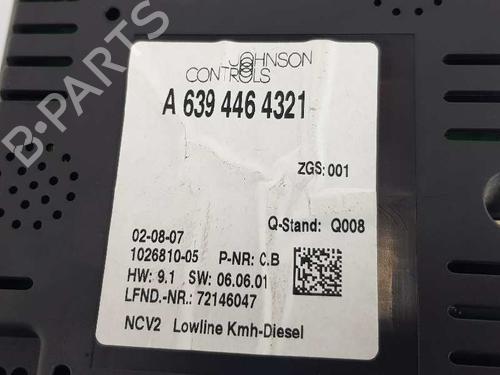 JOHNSON
CONTROLS
A 639 446 4321
ZGS: 001
Q-Stand: Q008
02-08-07
1026810-05 P-NR: C.B
HW: 9.1 SW: 06.06.01
LFND.-NR.: 72146047
NCV2 Lowline Kmh-Diesel
B-PARTS